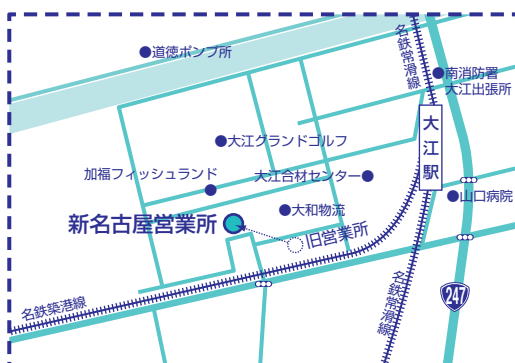 名鉄常滑線
道徳ポンプ所
南消防署
大江出張所
大江駅
大江グランドゴルフ
加福フィッシュランド
大江合材センター
山口病院
大和物流
新名古屋営業所
旧営業所
247
名鉄築港線
名鉄常滑線